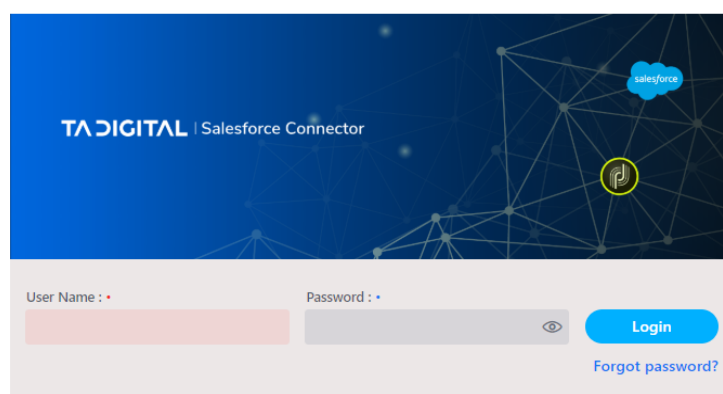 salesforce
TA DIGITAL | Salesforce Connector
User Name : •
Password : •
Login
Forgot password?